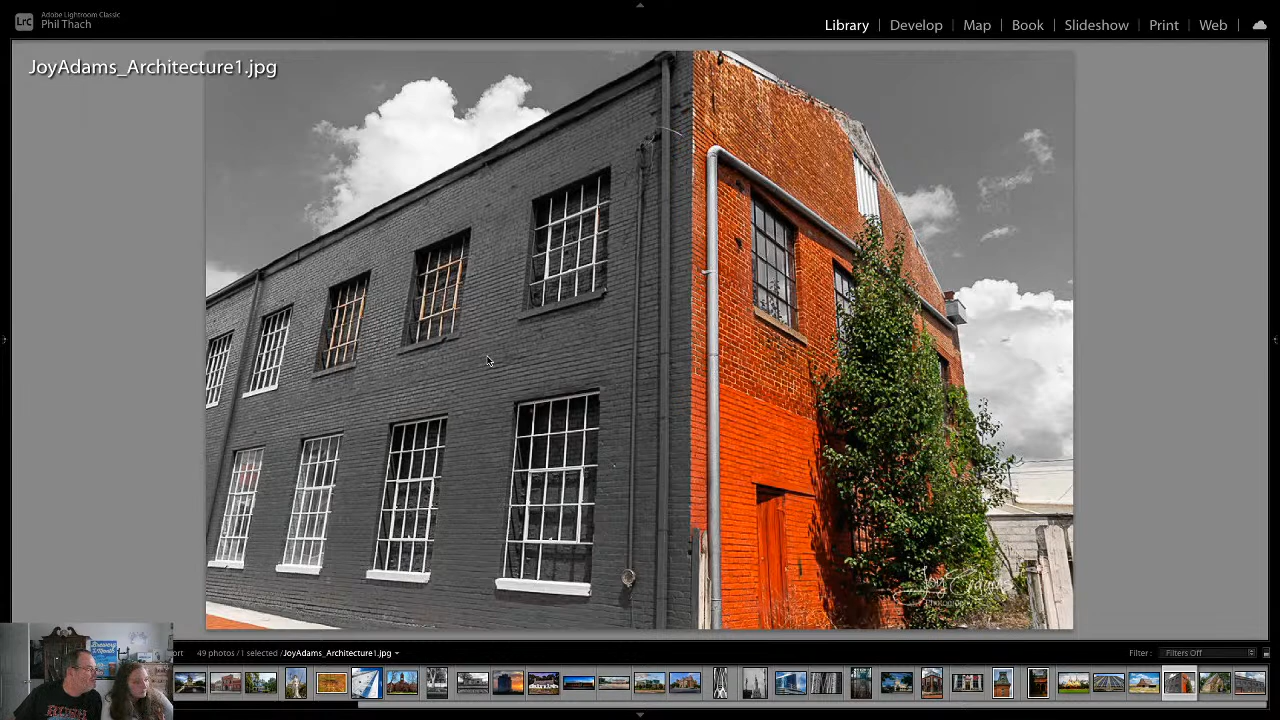 Lrc
Adobe Lightroom Classic
Phil Thach
Library | Develop | Map | Book | Slideshow | Print | Web
JoyAdams_Architecture1.jpg
49 photos / 1 selected / JoyAdams_Architecture1.jpg
Filter : Filters Off